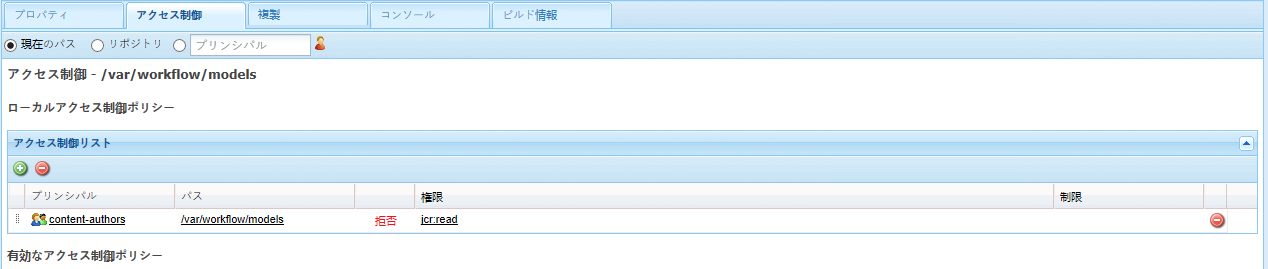 プロパティ アクセス制御 複製 コンソール ビルド情報
現在のパス リポジトリ プリンシパル
アクセス制御 - /var/workflow/models
ローカルアクセス制御ポリシー
アクセス制御リスト
プリンシパル パス 権限 制限
content-authors /var/workflow/models 拒否 jcr:read
有効なアクセス制御ポリシー